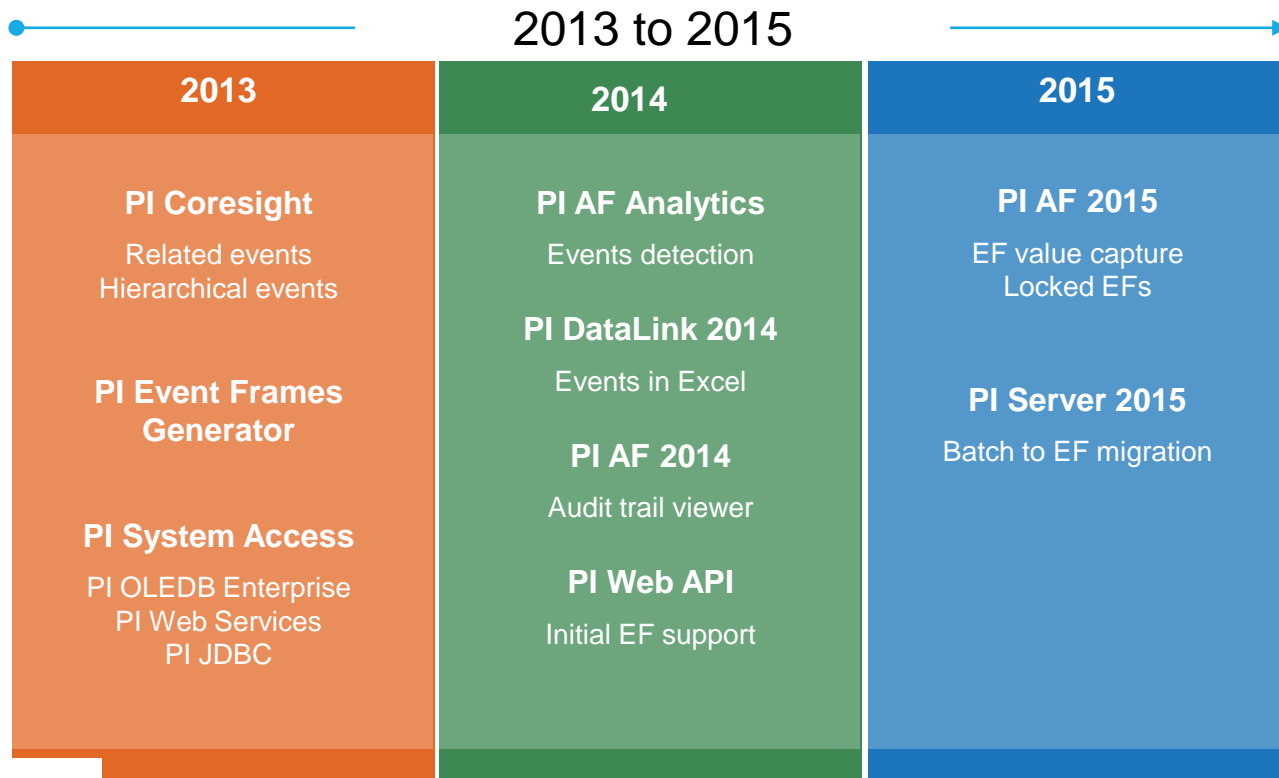 2013 to 2015
2013
PI Coresight
Related events
Hierarchical events
PI Event Frames
Generator
PI System Access
PI OLEDB Enterprise
PI Web Services
PI JDBC
2014
PI AF Analytics
Events detection
PI DataLink 2014
Events in Excel
PI AF 2014
Audit trail viewer
PI Web API
Initial EF support
2015
PI AF 2015
EF value capture
Locked EFs
PI Server 2015
Batch to EF migration